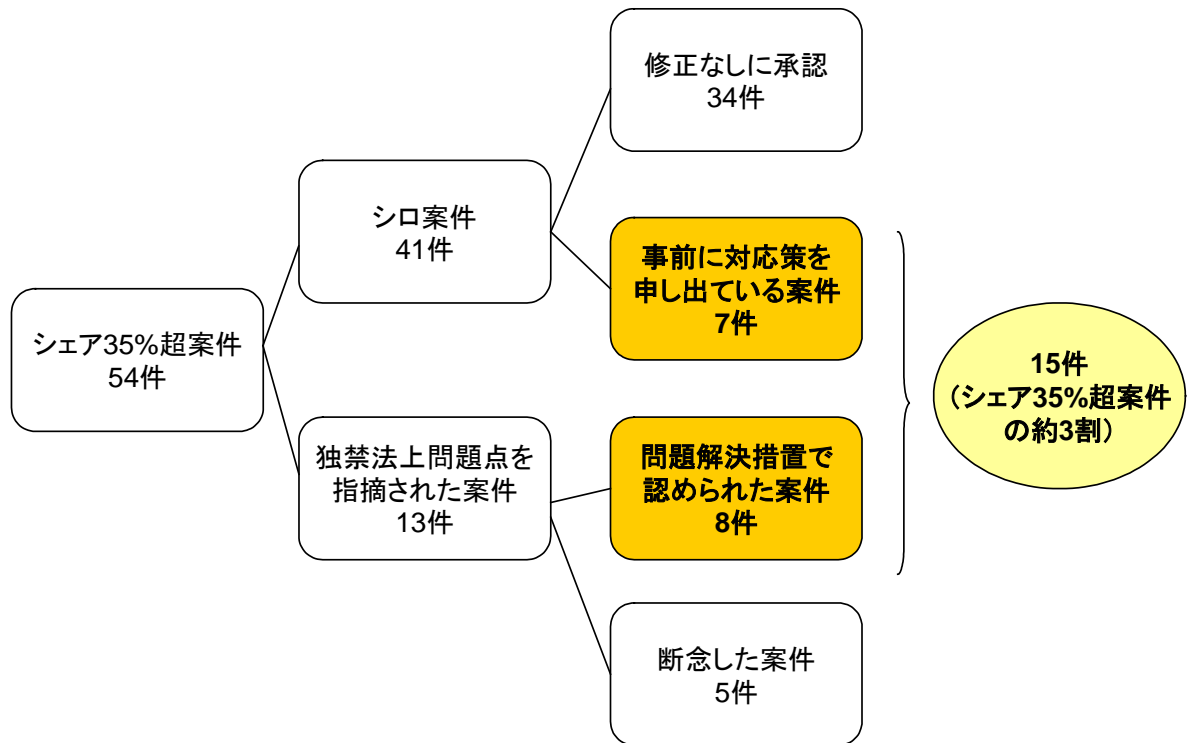 シェア35%超案件
54件
シロ案件
41件
独禁法上問題点を
指摘された案件
13件
修正なしに承認
34件
事前に対応策を
申し出ている案件
7件
問題解決措置で
認められた案件
8件
断念した案件
5件
15件
（シェア35%超案件
の約3割）